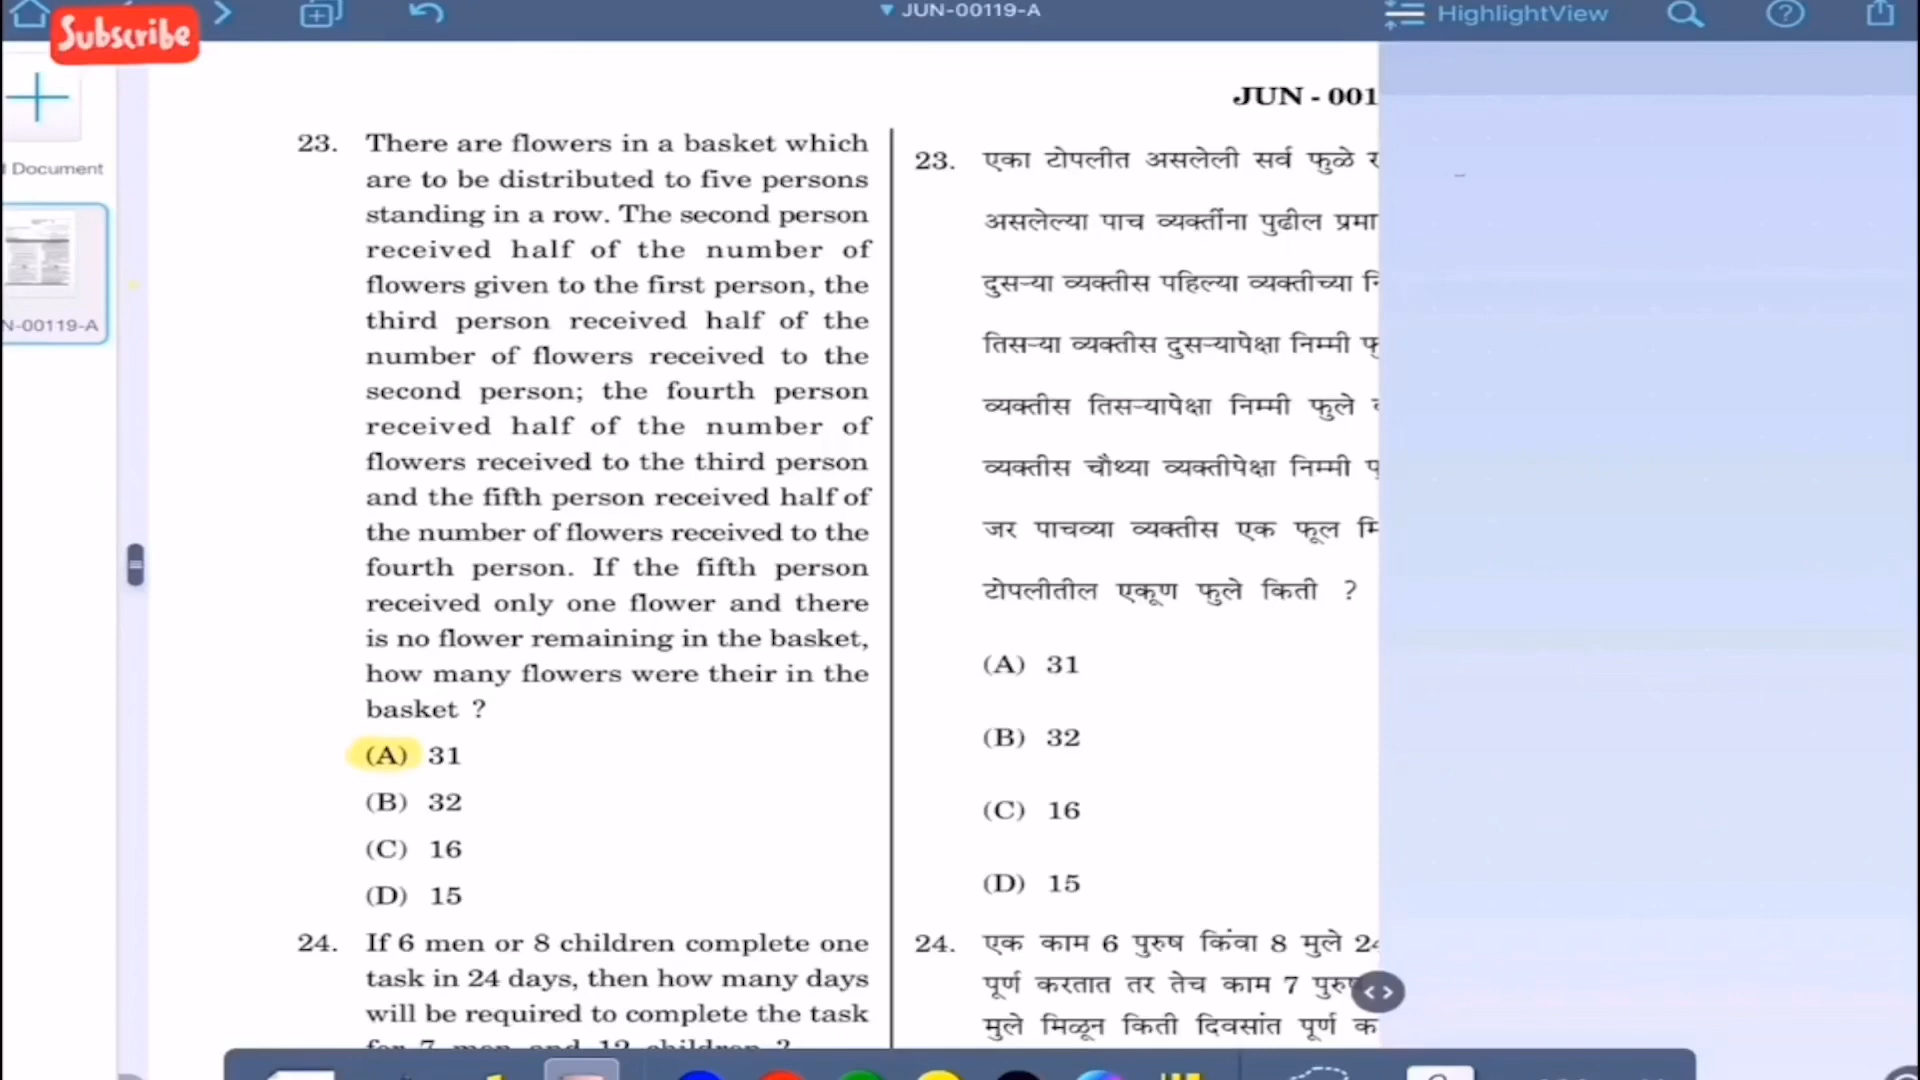 JUN-00119-A
HighlightView
Subscribe
Document
N-00119-A
JUN - 001
23. There are flowers in a basket which
are to be distributed to five persons
standing in a row. The second person
received half of the number of
flowers given to the first person, the
third person received half of the
number of flowers received to the
second person; the fourth person
received half of the number of
flowers received to the third person
and the fifth person received half of
the number of flowers received to the
fourth person. If the fifth person
received only one flower and there
is no flower remaining in the basket,
how many flowers were their in the
basket ?
(A) 31
(B) 32
(C) 16
(D) 15
24. If 6 men or 8 children complete one
task in 24 days, then how many days
will be required to complete the task
for 7 men and 12 children ?
23. एका टोपलीत असलेली सर्व फुळे
असलेल्या पाच व्यक्तींना पुढील प्रमा
दुसऱ्या व्यक्तीस पहिल्या व्यक्तीच्या
तिसऱ्या व्यक्तीस दुसऱ्यापेक्षा निम्मी
व्यक्तीस तिसऱ्यापेक्षा निम्मी फुले
व्यक्तीस चौथ्या व्यक्तीपेक्षा निम्मी
जर पाचव्या व्यक्तीस एक फूल
टोपलीतील एकूण फुले किती ?
(A) 31
(B) 32
(C) 16
(D) 15
24. एक काम 6 पुरुष किंवा 8 मुले
पूर्ण करतात तर तेच काम 7
मुले मिळून किती दिवसांत पूर्ण